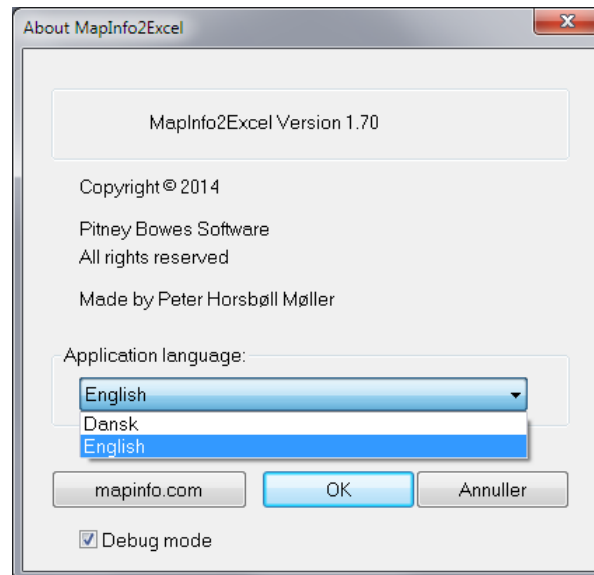 About MapInfo2Excel
MapInfo2Excel Version 1.70
Copyright © 2014
Pitney Bowes Software
All rights reserved
Made by Peter Horsbøll Møller
Application language:
English
Dansk
English
mapinfo.com OK Annuller
Debug mode